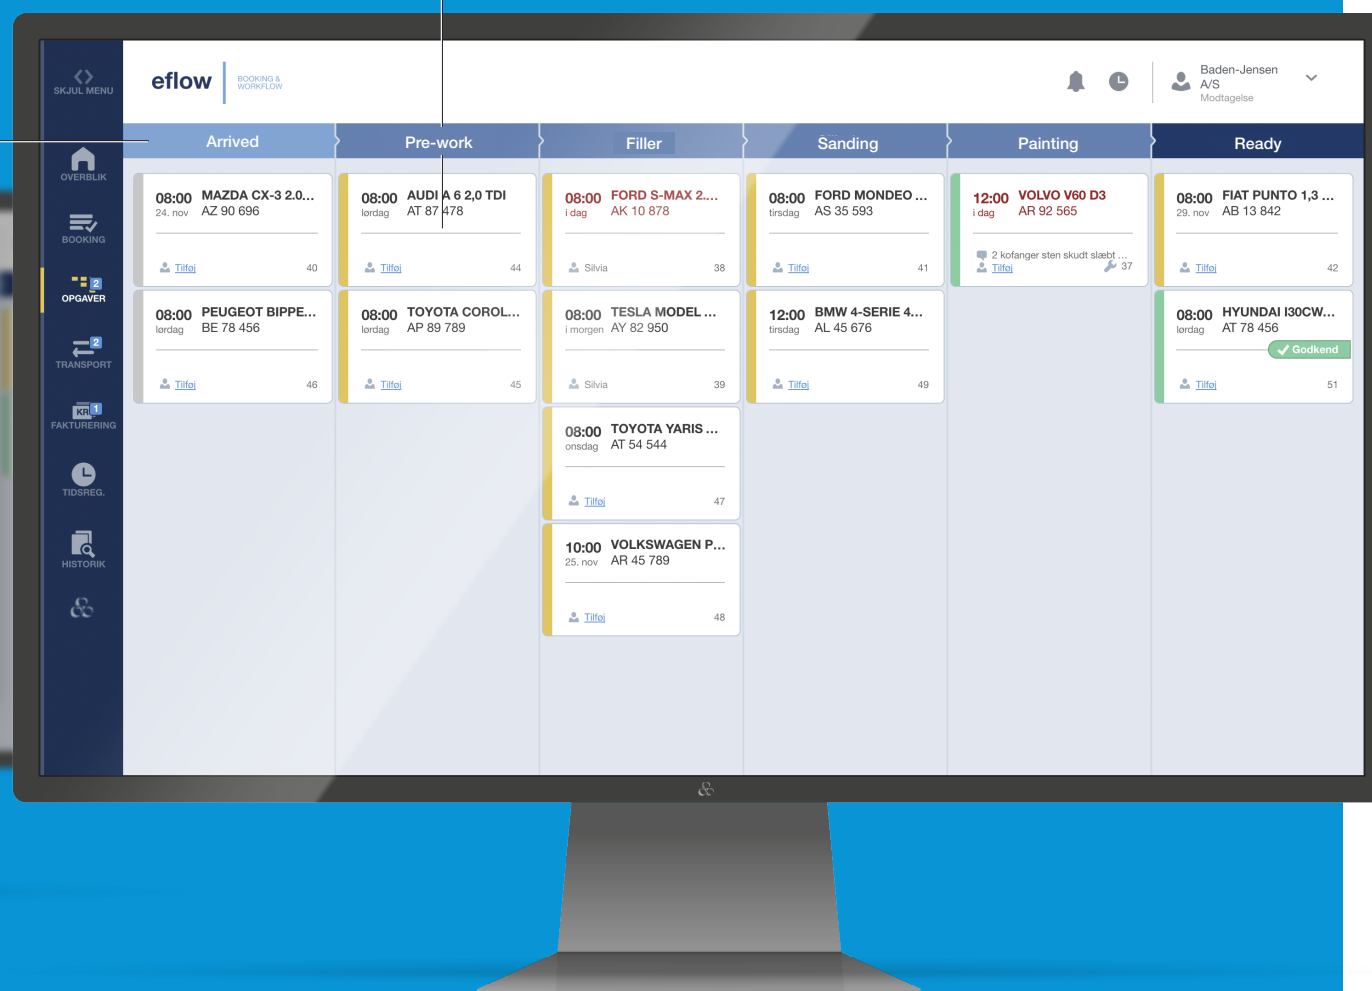 SKJUL MENU
eflow
BOOKING &
WORKFLOW
Baden-Jensen
A/S
Modtagelse
OVERBLIK
BOOKING
2
OPGAVER
2
TRANSPORT
KR
1
FAKTURERING
TIDSREG.
HISTORIK
Arrived
08:00 MAZDA CX-3 2.0...
24. nov AZ 90 696
Tilføj 40
08:00 PEUGEOT BIPPE...
lørdag BE 78 456
Tilføj 46
Pre-work
08:00 AUDI A 6 2,0 TDI
lørdag AT 87 478
Tilføj 44
08:00 TOYOTA COROL...
lørdag AP 89 789
Tilføj 45
Filler
08:00 FORD S-MAX 2....
i dag AK 10 878
Silvia 38
08:00 TESLA MODEL ...
i morgen AY 82 950
Silvia 39
08:00 TOYOTA YARIS ...
onsdag AT 54 544
Tilføj 47
10:00 VOLKSWAGEN P...
25. nov AR 45 789
Tilføj 48
Sanding
08:00 FORD MONDEO ...
tirsdag AS 35 593
Tilføj 41
12:00 BMW 4-SERIE 4...
tirsdag AL 45 676
Tilføj 49
Painting
12:00 VOLVO V60 D3
i dag AR 92 565
2 kofanger sten skudt slæbt ...
Tilføj 37
Ready
08:00 FIAT PUNTO 1,3 ...
29. nov AB 13 842
Tilføj 42
08:00 HYUNDAI I30CW...
lørdag AT 78 456
Godkend
Tilføj 51